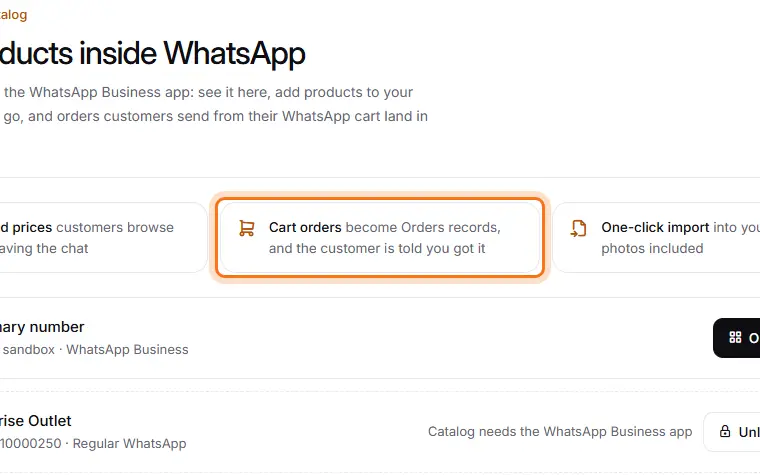 talog
ducts inside WhatsApp
the WhatsApp Business app: see it here, add products to your
go, and orders customers send from their WhatsApp cart land in
d prices customers browse
aving the chat
Cart orders become Orders records,
and the customer is told you got it
One-click import into you
photos included
nary number
sandbox · WhatsApp Business
O
rise Outlet
10000250 · Regular WhatsApp
Catalog needs the WhatsApp Business app
Unl